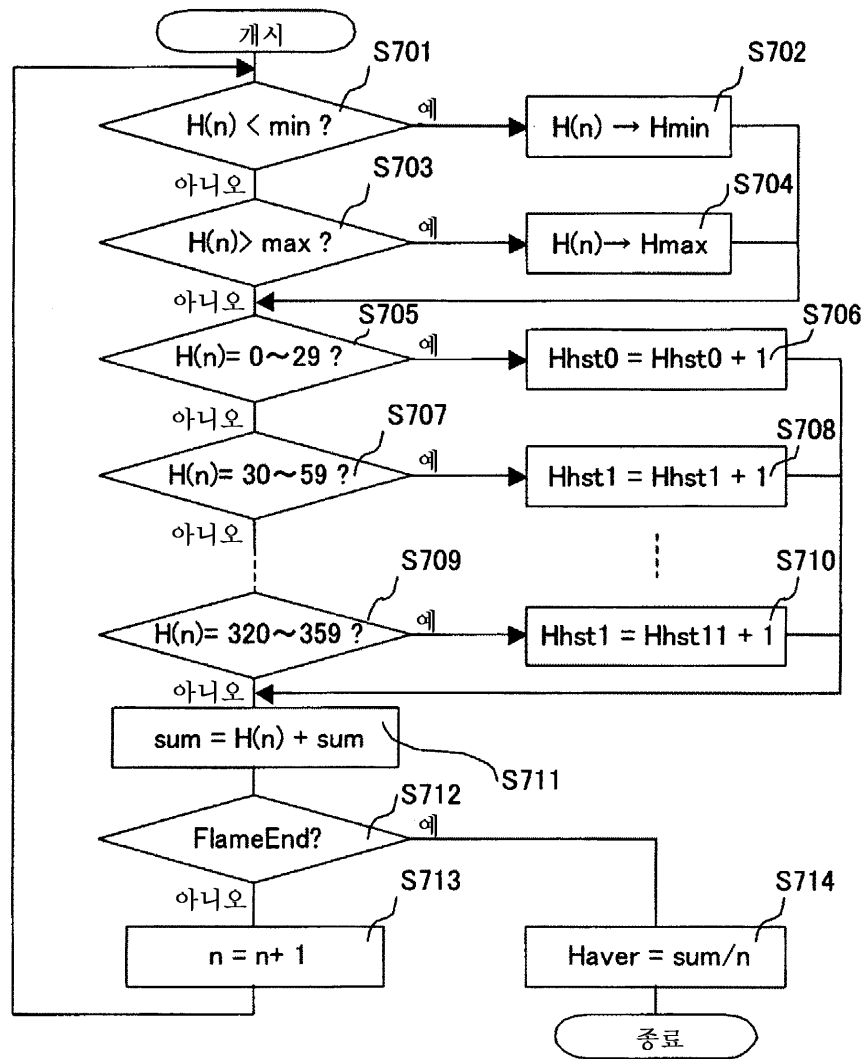 개시
S701
S702
H(n) < min ?
예
H(n) → Hmin
아니오
S703
S704
H(n)> max ?
예
H(n)→ Hmax
아니오
S705
S706
H(n)= 0～29 ?
예
Hhst0 = Hhst0 + 1
아니오
S707
S708
H(n)= 30～59 ?
예
Hhst1 = Hhst1 + 1
아니오
S709
S710
H(n)= 320～359 ?
예
Hhst1 = Hhst11 + 1
아니오
sum = H(n) + sum
S711
S712
FlameEnd?
예
아니오
S713
S714
n = n+ 1
Haver = sum/n
종료